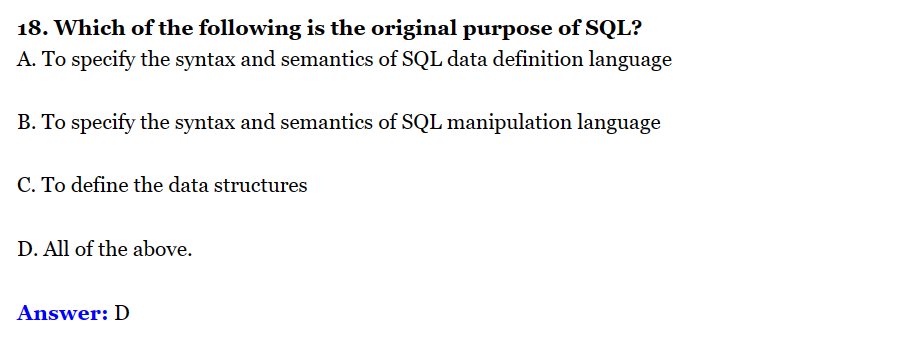 18. Which of the following is the original purpose of SQL?
A. To specify the syntax and semantics of SQL data definition language
B. To specify the syntax and semantics of SQL manipulation language
C. To define the data structures
D. All of the above.
Answer: D